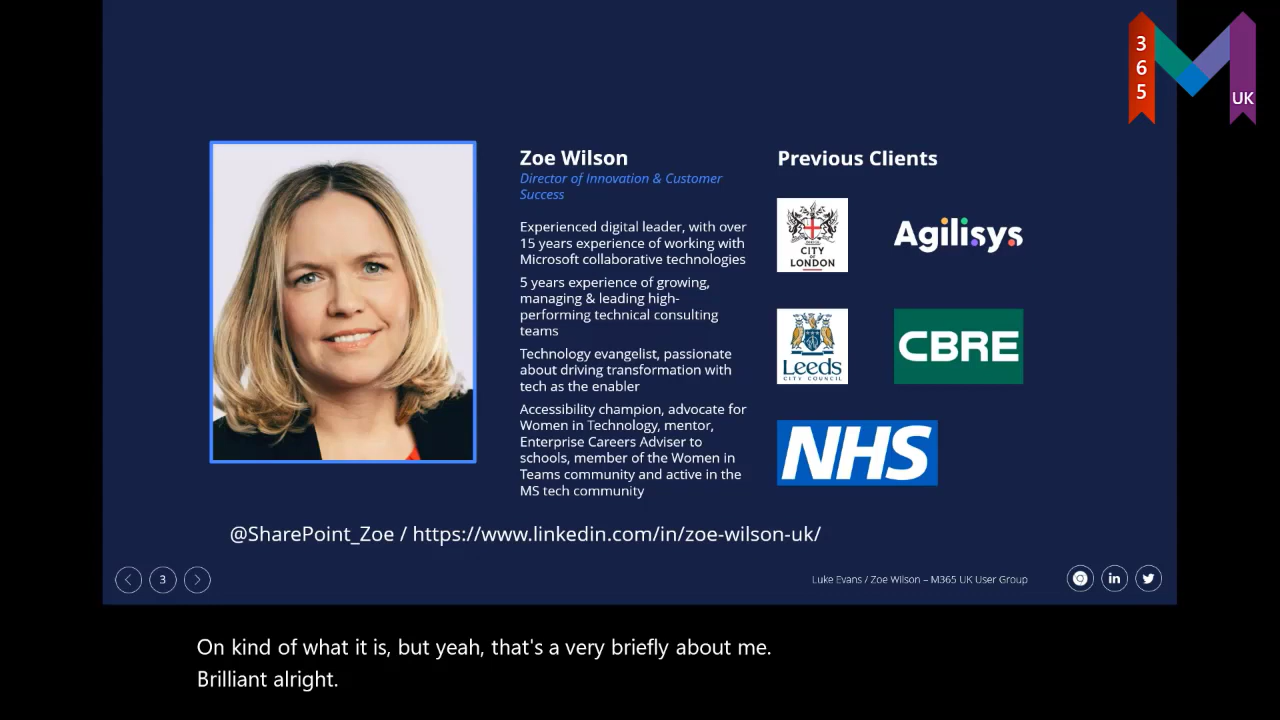 3
6
5
UK
Zoe Wilson
Director of Innovation & Customer
Success
Experienced digital leader, with over
15 years experience of working with
Microsoft collaborative technologies
5 years experience of growing,
managing & leading high-
performing technical consulting
teams
Technology evangelist, passionate
about driving transformation with
tech as the enabler
Accessibility champion, advocate for
Women in Technology, mentor,
Enterprise Careers Adviser to
schools, member of the Women in
Teams community and active in the
MS tech community
Previous Clients
CITY
OF
LONDON
Agilisys
Leeds
CITY COUNCIL
CBRE
NHS
@SharePoint_Zoe / https://www.linkedin.com/in/zoe-wilson-uk/
3
Luke Evans / Zoe Wilson – M365 UK User Group
in
On kind of what it is, but yeah, that's a very briefly about me.
Brilliant alright.